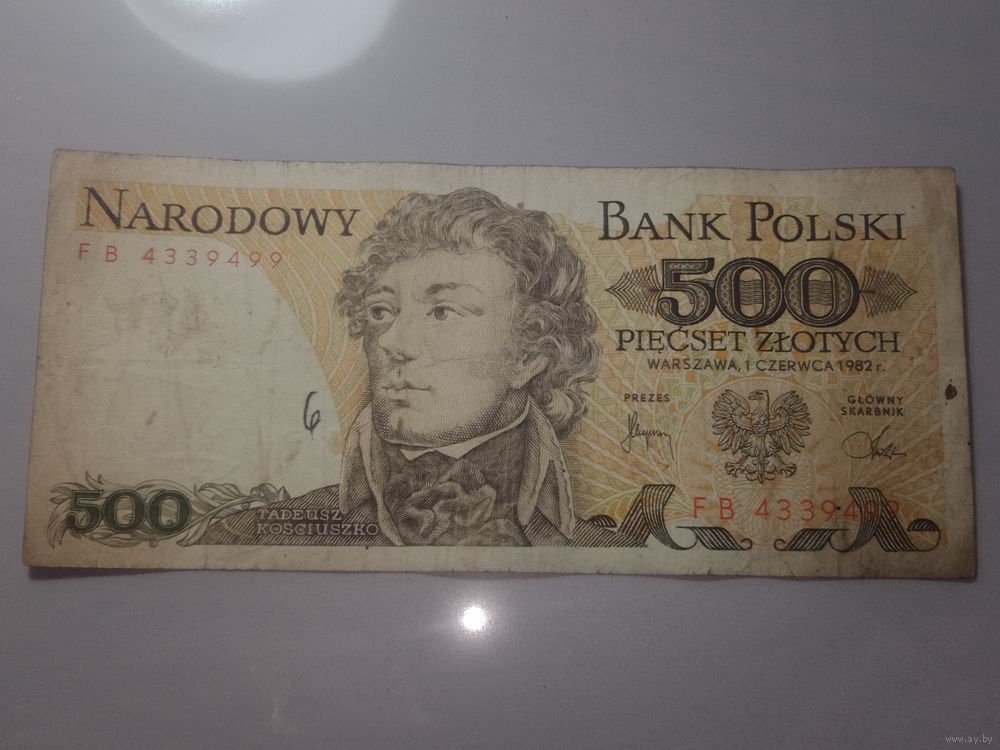 NARODOWY BANK POLSKI
FB 4339499
500
PIĘĆSET ZŁOTYCH
WARSZAWA, 1 CZERWCA 1982 r.
PREZES
GŁÓWNY
SKARBNIK
6
500
TADEUSZ
KOŚCIUSZKO
FB 4339499
www.ay.by